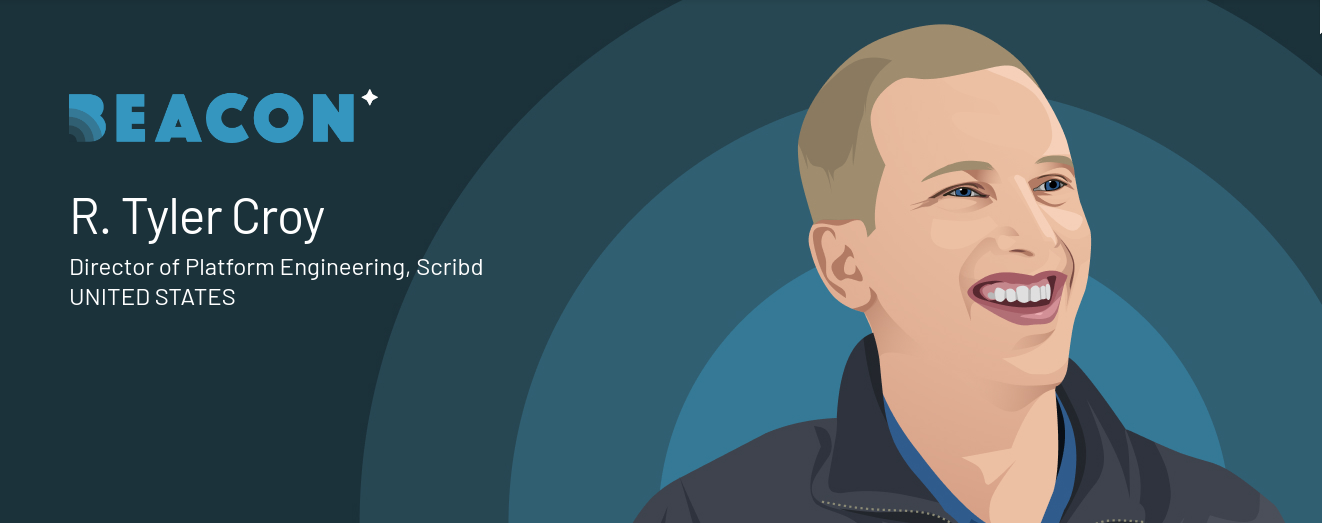 BEACON
R. Tyler Croy
Director of Platform Engineering, Scribd
UNITED STATES